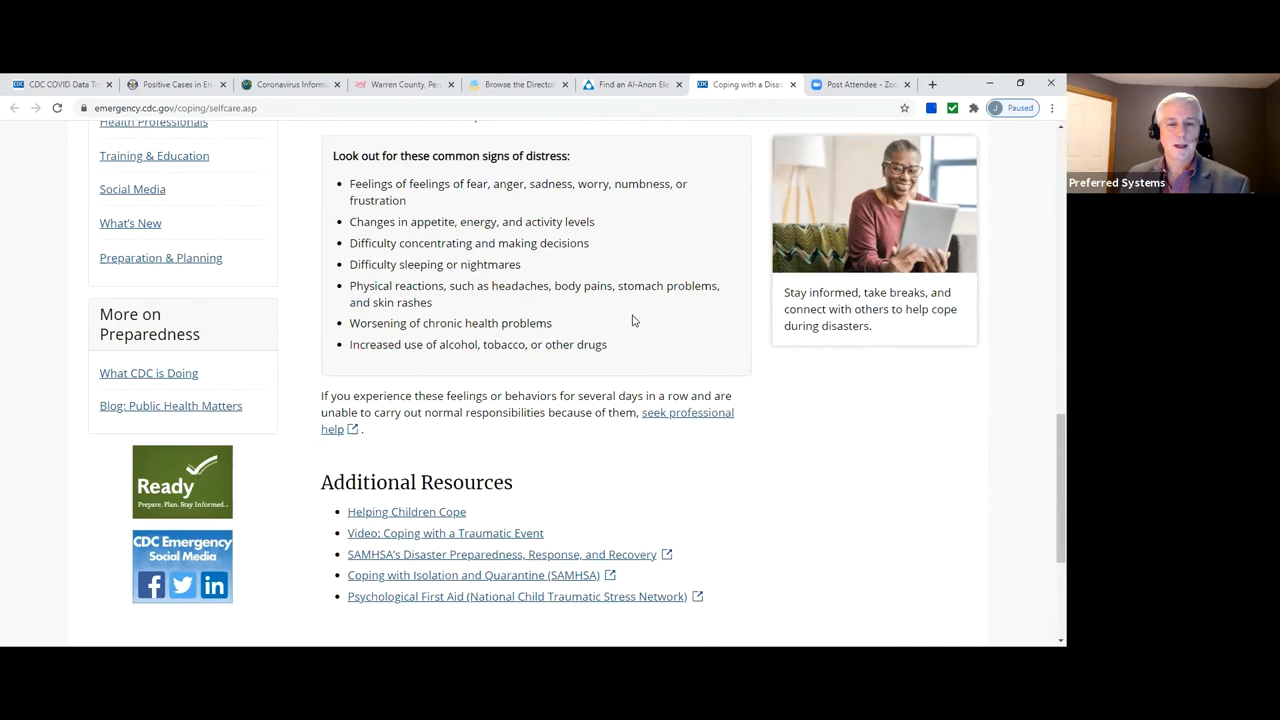 CDC COVID Data Tr
Positive Cases in Eri
Coronavirus Inform
Warren County, Pen
Browse the Director
Find an Al-Anon Ele
Coping with a Disas
Post Attendee - Zoo
emergency.cdc.gov/coping/selfcare.asp
J Paused
Health Professionals
Training & Education
Social Media
What's New
Preparation & Planning
More on
Preparedness
What CDC is Doing
Blog: Public Health Matters
Ready
Prepare. Plan. Stay Informed.
CDC Emergency
Social Media
Look out for these common signs of distress:
Feelings of feelings of fear, anger, sadness, worry, numbness, or
frustration
Changes in appetite, energy, and activity levels
Difficulty concentrating and making decisions
Difficulty sleeping or nightmares
Physical reactions, such as headaches, body pains, stomach problems,
and skin rashes
Worsening of chronic health problems
Increased use of alcohol, tobacco, or other drugs
If you experience these feelings or behaviors for several days in a row and are
unable to carry out normal responsibilities because of them, seek professional
help .
Additional Resources
Helping Children Cope
Video: Coping with a Traumatic Event
SAMHSA's Disaster Preparedness, Response, and Recovery
Coping with Isolation and Quarantine (SAMHSA)
Psychological First Aid (National Child Traumatic Stress Network)
Stay informed, take breaks, and
connect with others to help cope
during disasters.
Preferred Systems